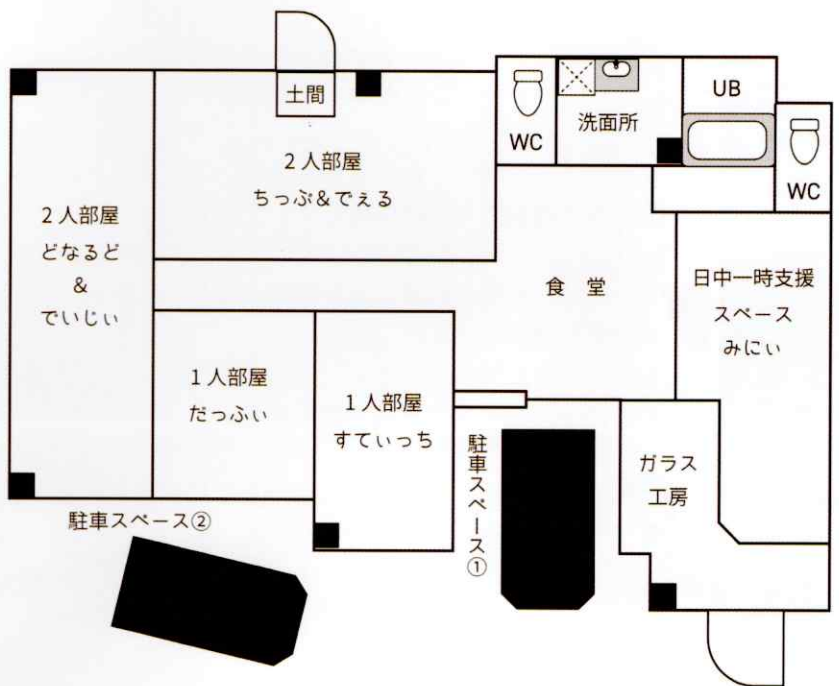 土間
WC
洗面所
UB
WC
2人部屋
ちっぷ&でぇる
2人部屋
どなるど
&
でいじぃ
食 堂
日中一時支援
スペース
みにぃ
1人部屋
だっふぃ
1人部屋
すてぃっち
駐車スペース①
ガラス
工房
駐車スペース②